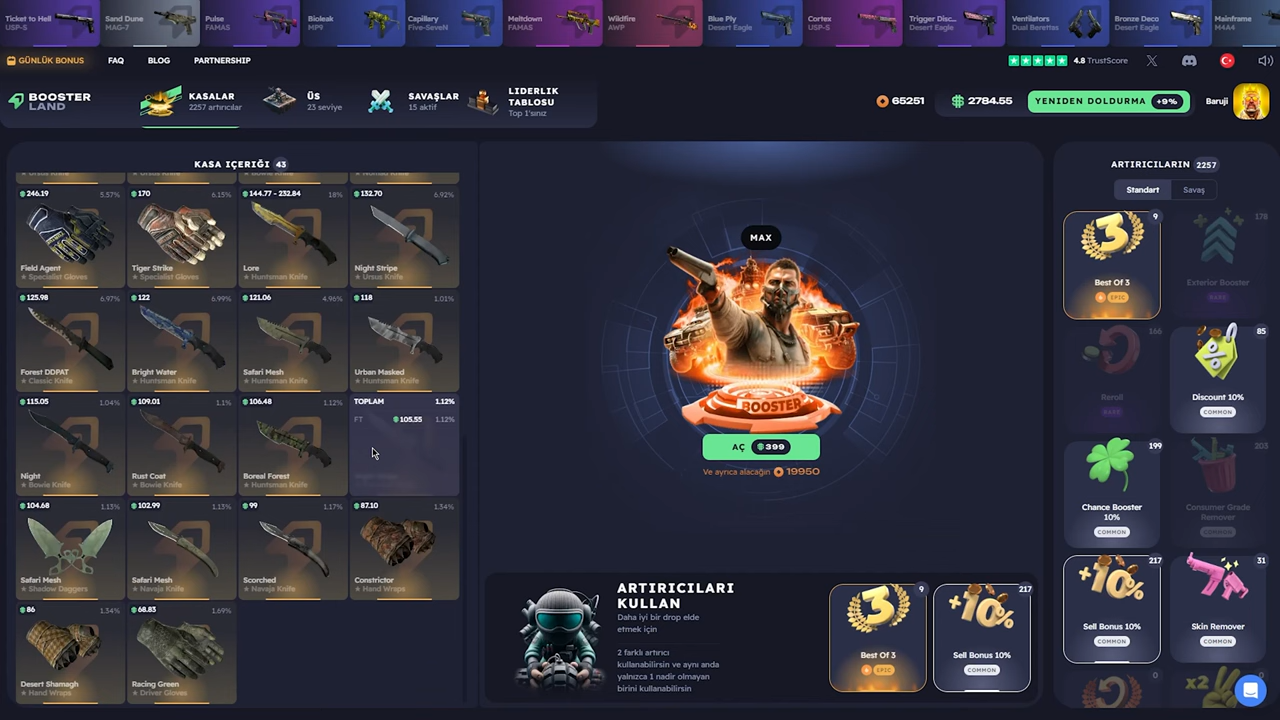 Ticket to Hell
USP-S
Sand Dune
MAG-7
Pulse
FAMAS
Bioleak
MP9
Capillary
Five-SeveN
Meltdown
FAMAS
Wildfire
AWP
Blue Ply
Desert Eagle
Cortex
USP-S
Trigger Disc...
Desert Eagle
Ventilators
Dual Berettas
Bronze Deco
Desert Eagle
Mainframe
M4A4
GÜNLÜK BONUS
FAQ
BLOG
PARTNERSHIP
4.8 TrustScore
BOOSTER
LAND
KASALAR
2257 artırıcılar
ÜS
23 seviye
SAVAŞLAR
15 aktif
LIDERLIK
TABLOSU
Top 1'sınız
65251
2784.55
YENIDEN DOLDURMA +9%
Baruji
KASA IÇERIĞI 43
246.19 5.57%
Field Agent
★ Specialist Gloves
170 6.15%
Tiger Strike
★ Specialist Gloves
144.77 - 232.84 18%
Lore
★ Huntsman Knife
132.70 6.92%
Night Stripe
★ Ursus Knife
125.98 6.97%
Forest DDPAT
★ Classic Knife
122 6.99%
Bright Water
★ Huntsman Knife
121.06 4.96%
Safari Mesh
★ Huntsman Knife
118 1.01%
Urban Masked
★ Huntsman Knife
115.05 1.04%
Night
★ Bowie Knife
109.01 1.1%
Rust Coat
★ Bowie Knife
106.48 1.12%
Boreal Forest
★ Huntsman Knife
TOPLAM 1.12%
FT 105.55 1.12%
104.68 1.13%
Safari Mesh
★ Shadow Daggers
102.99 1.13%
Safari Mesh
★ Navaja Knife
99 1.17%
Scorched
★ Navaja Knife
87.10 1.34%
Constrictor
★ Hand Wraps
86 1.34%
Desert Shamagh
★ Hand Wraps
68.83 1.69%
Racing Green
★ Driver Gloves
MAX
BOOSTER
AÇ 399
Ve ayrıca alacağın 19950
ARTIRICILARI
KULLAN
Daha iyi bir drop elde
etmek için
2 farklı artırıcı
kullanabilirsin ve aynı anda
yalnızca 1 nadir olmayan
birini kullanabilirsin
9
3
Best Of 3
EPIC
217
+10%
Sell Bonus 10%
COMMON
ARTIRICILARIN 2257
Standart
Savaş
9
3
Best Of 3
EPIC
178
Exterior Booster
RARE
166
Reroll
RARE
85
%
Discount 10%
COMMON
199
Chance Booster
10%
COMMON
203
Consumer Grade
Remover
COMMON
217
+10%
Sell Bonus 10%
COMMON
31
Skin Remover
COMMON
0
x2